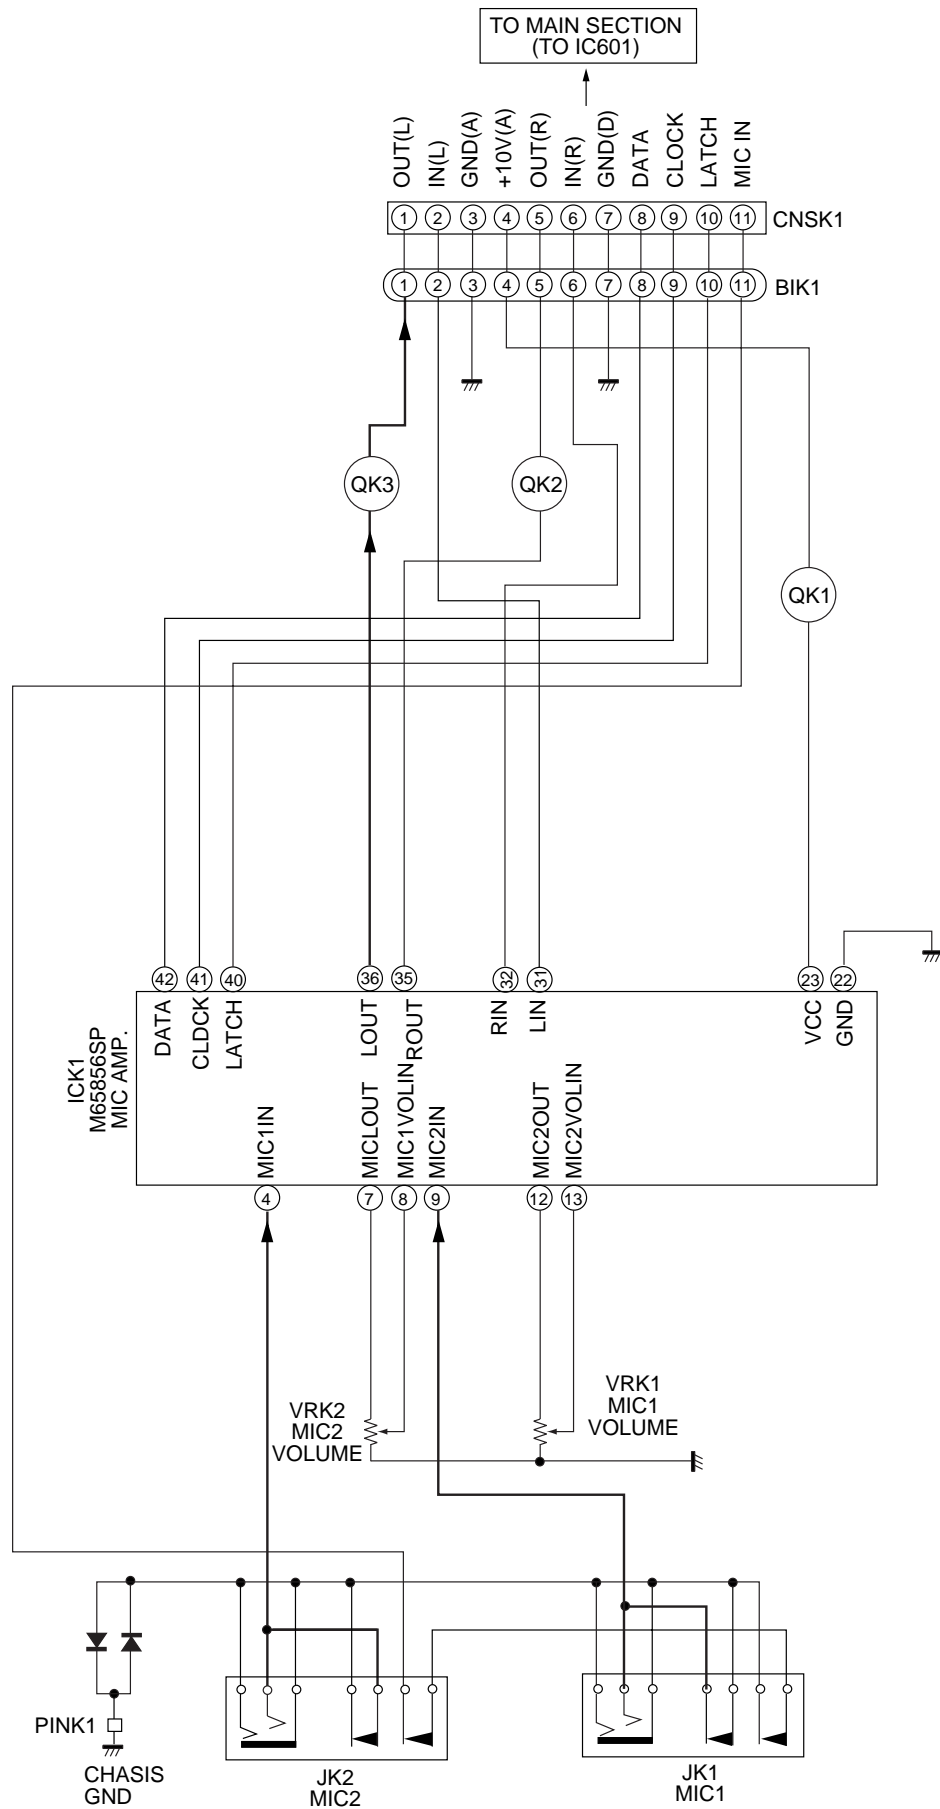 TO MAIN SECTION
(TO IC601)
OUT(L)
IN(L)
GND(A)
+10V(A)
OUT(R)
IN(R)
GND(D)
DATA
CLOCK
LATCH
MIC IN
1 2 3 4 5 6 7 8 9 10 11
CNSK1
1 2 3 4 5 6 7 8 9 10 11
BIK1
QK3
QK2
QK1
42 41 40 36 35 32 31 23 22
DATA
CLDCK
LATCH
LOUT
ROUT
RIN
LIN
VCC
GND
ICK1
M65856SP
MIC AMP.
MIC1IN
MICLOUT
MIC1VOLIN
MIC2IN
MIC2OUT
MIC2VOLIN
4 7 8 9 12 13
VRK2
MIC2
VOLUME
VRK1
MIC1
VOLUME
PINK1
CHASIS
GND
JK2
MIC2
JK1
MIC1